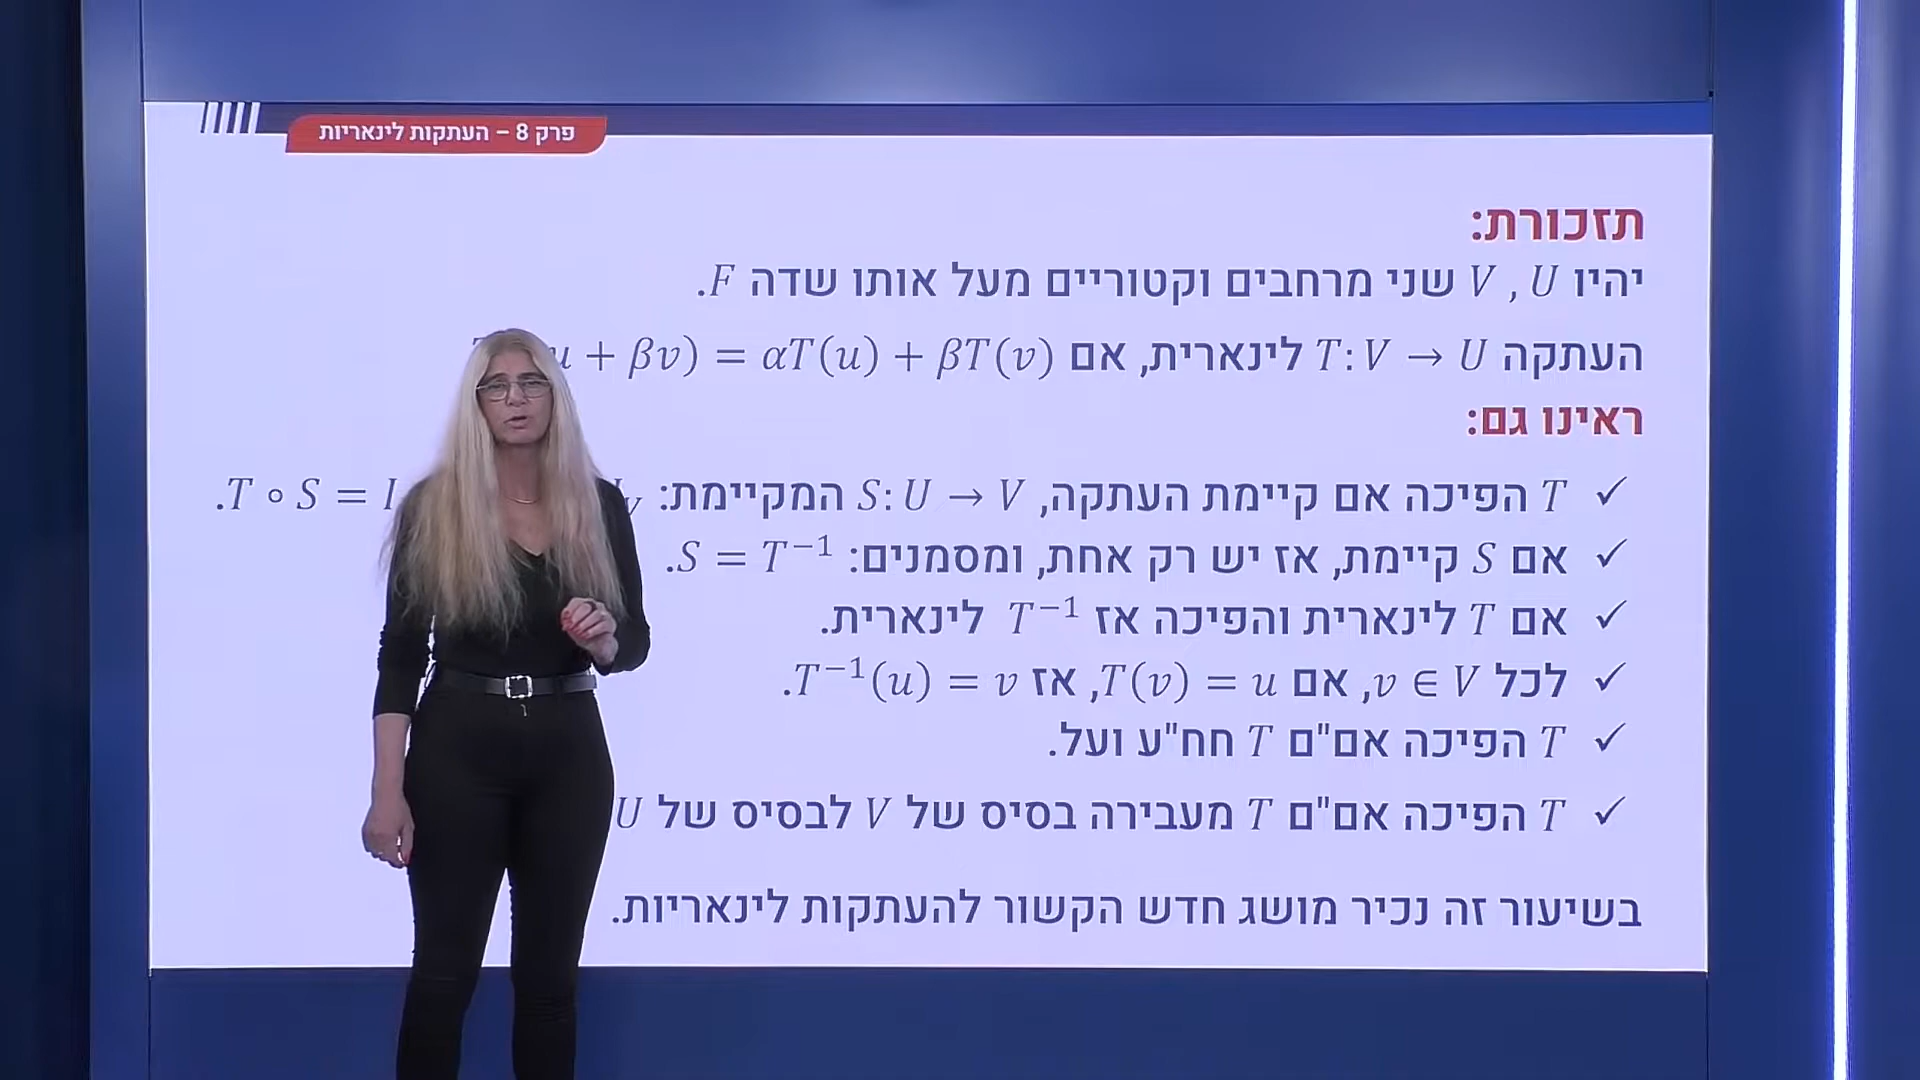 פרק 8 – העתקות לינאריות
תזכורת:
יהיו V , U שני מרחבים וקטוריים מעל אותו שדה F.
העתקה T: V → U לינארית, אם u + βv) = αT(u) + βT(v)
ראינו גם:
✓ T הפיכה אם קיימת העתקה, S: U → V המקיימת: T ∘ S = I.
✓ אם S קיימת, אז יש רק אחת, ומסמנים: S = T⁻¹.
✓ אם T לינארית והפיכה אז T⁻¹ לינארית.
✓ לכל v ∈ V, אם T(v) = u, אז T⁻¹(u) = v.
✓ T הפיכה אם"ם T חח"ע ועל.
✓ T הפיכה אם"ם T מעבירה בסיס של V לבסיס של U
בשיעור זה נכיר מושג חדש הקשור להעתקות לינאריות.